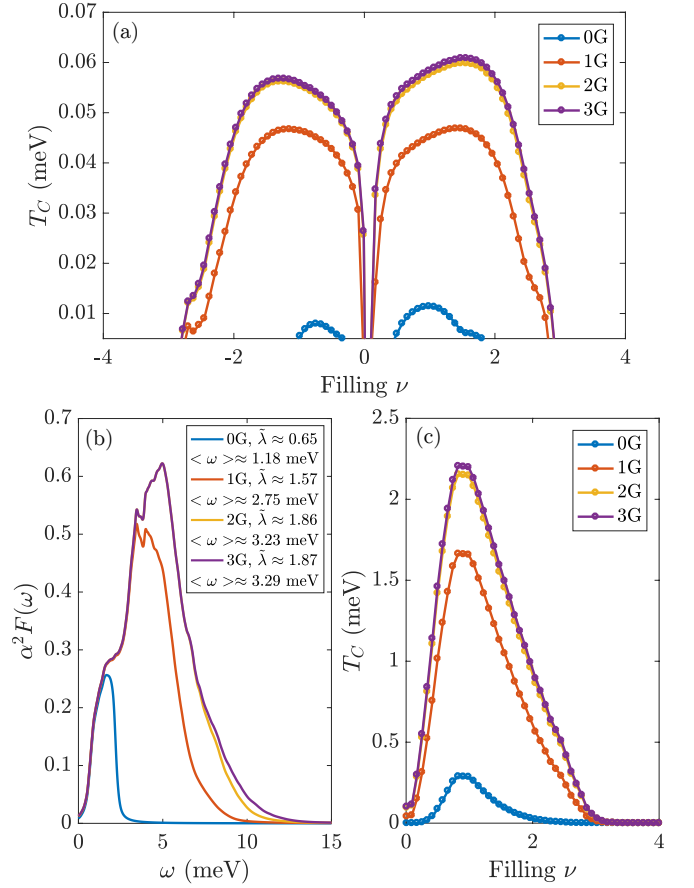 (a)
0G
1G
2G
3G
0.07
0.06
0.05
0.04
0.03
0.02
0.01
T_C (meV)
-4
-2
0
2
4
Filling ν
(b)
0G, λ̃ ≈ 0.65
< ω >≈ 1.18 meV
1G, λ̃ ≈ 1.57
< ω >≈ 2.75 meV
2G, λ̃ ≈ 1.86
< ω >≈ 3.23 meV
3G, λ̃ ≈ 1.87
< ω >≈ 3.29 meV
0.7
0.6
0.5
0.4
0.3
0.2
0.1
0
α²F(ω)
0
5
10
15
ω (meV)
(c)
0G
1G
2G
3G
2.5
2
1.5
1
0.5
0
T_C (meV)
0
2
4
Filling ν